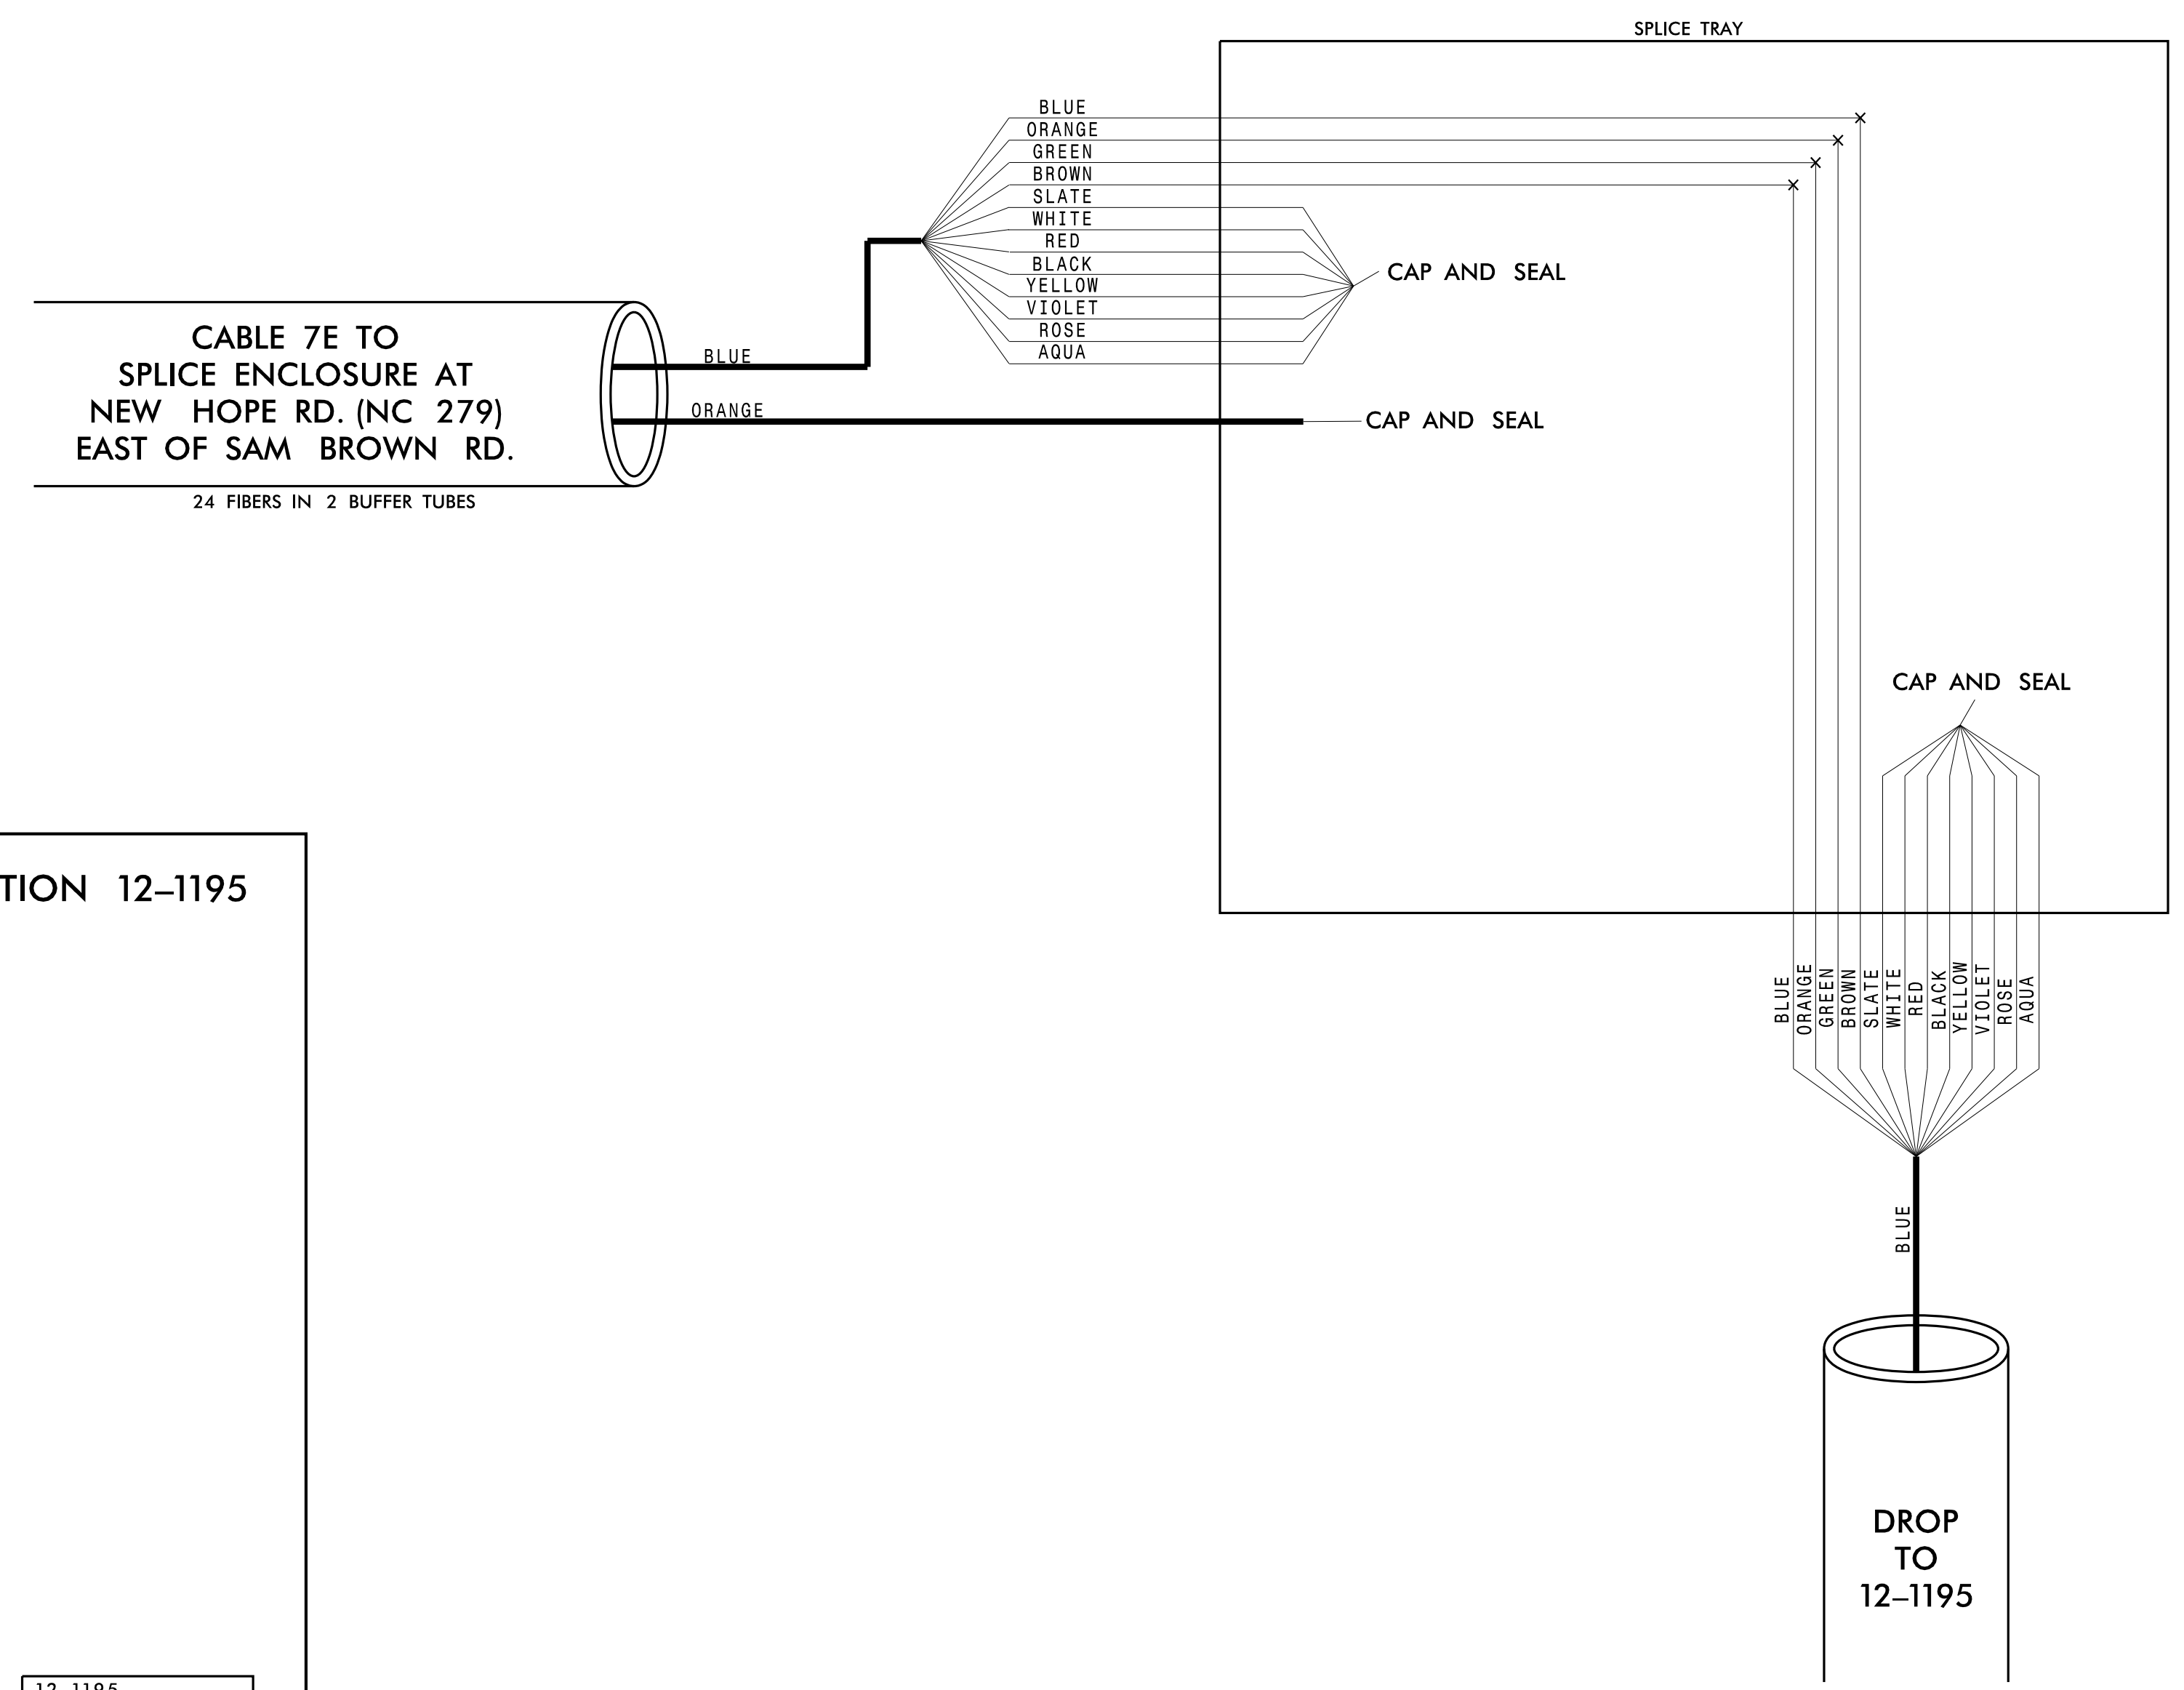 SPLICE TRAY
BLUE
ORANGE
GREEN
BROWN
SLATE
WHITE
RED
BLACK
YELLOW
VIOLET
ROSE
AQUA
CAP AND SEAL
CABLE 7E TO
SPLICE ENCLOSURE AT
NEW HOPE RD. (NC 279)
EAST OF SAM BROWN RD.
24 FIBERS IN 2 BUFFER TUBES
BLUE
ORANGE
CAP AND SEAL
CAP AND SEAL
TION 12–1195
BLUE
ORANGE
GREEN
BROWN
SLATE
WHITE
RED
BLACK
YELLOW
VIOLET
ROSE
AQUA
BLUE
DROP
TO
12–1195
12-1195